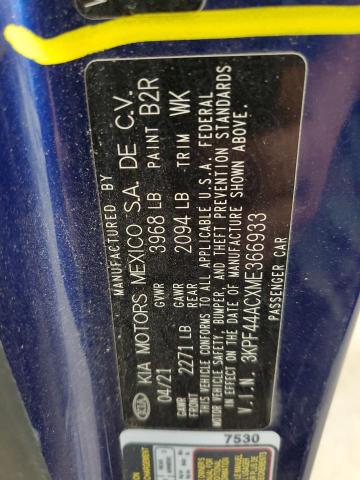 MANUFACTURED BY
KIA KIA MOTORS MEXICO S.A. DE C.V.
04/21 GVWR 3968 LB PAINT B2R
GAWR FRONT 2271 LB GAWR REAR 2094 LB TRIM WK
THIS VEHICLE CONFORMS TO ALL APPLICABLE U.S.A. FEDERAL
MOTOR VEHICLE SAFETY, BUMPER, AND THEFT PREVENTION STANDARDS
IN EFFECT ON THE DATE OF MANUFACTURE SHOWN ABOVE.
V.I.N. 3KPF44ACXME366933
PASSENGER CAR
7530